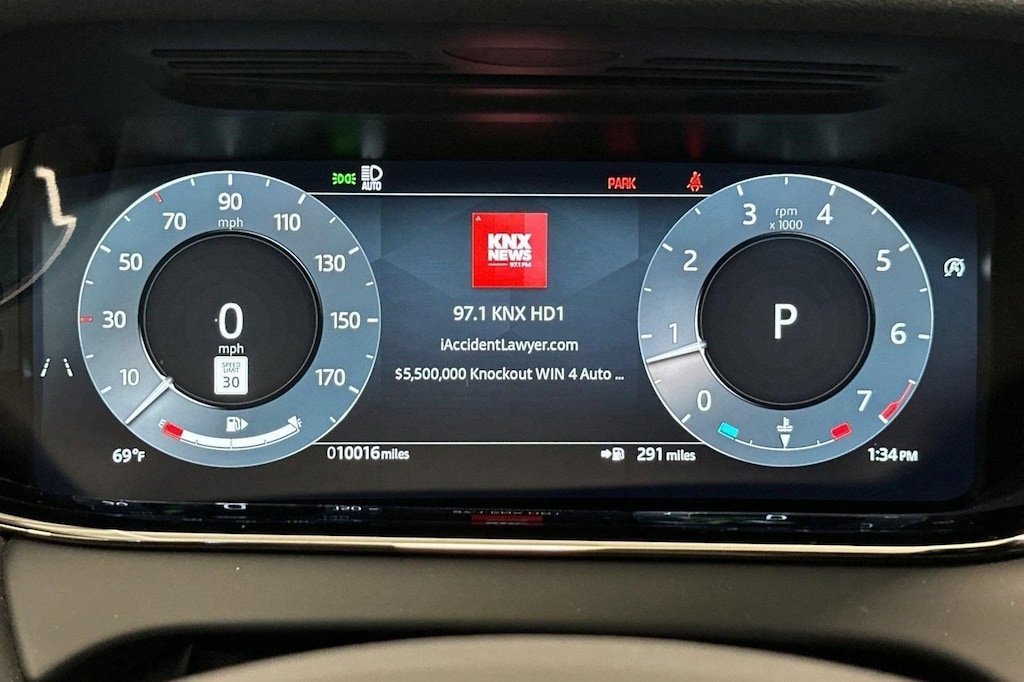 AUTO
PARK
10
30
50
70
90
mph
110
130
150
170
0
mph
SPEED
LIMIT
30
E
F
69°F
010016 miles
KNX
NEWS
97.1 FM
97.1 KNX HD1
iAccidentLawyer.com
$5,500,000 Knockout WIN 4 Auto ...
291 miles
0
1
2
3
rpm
x 1000
4
5
6
7
P
A
1:34 PM